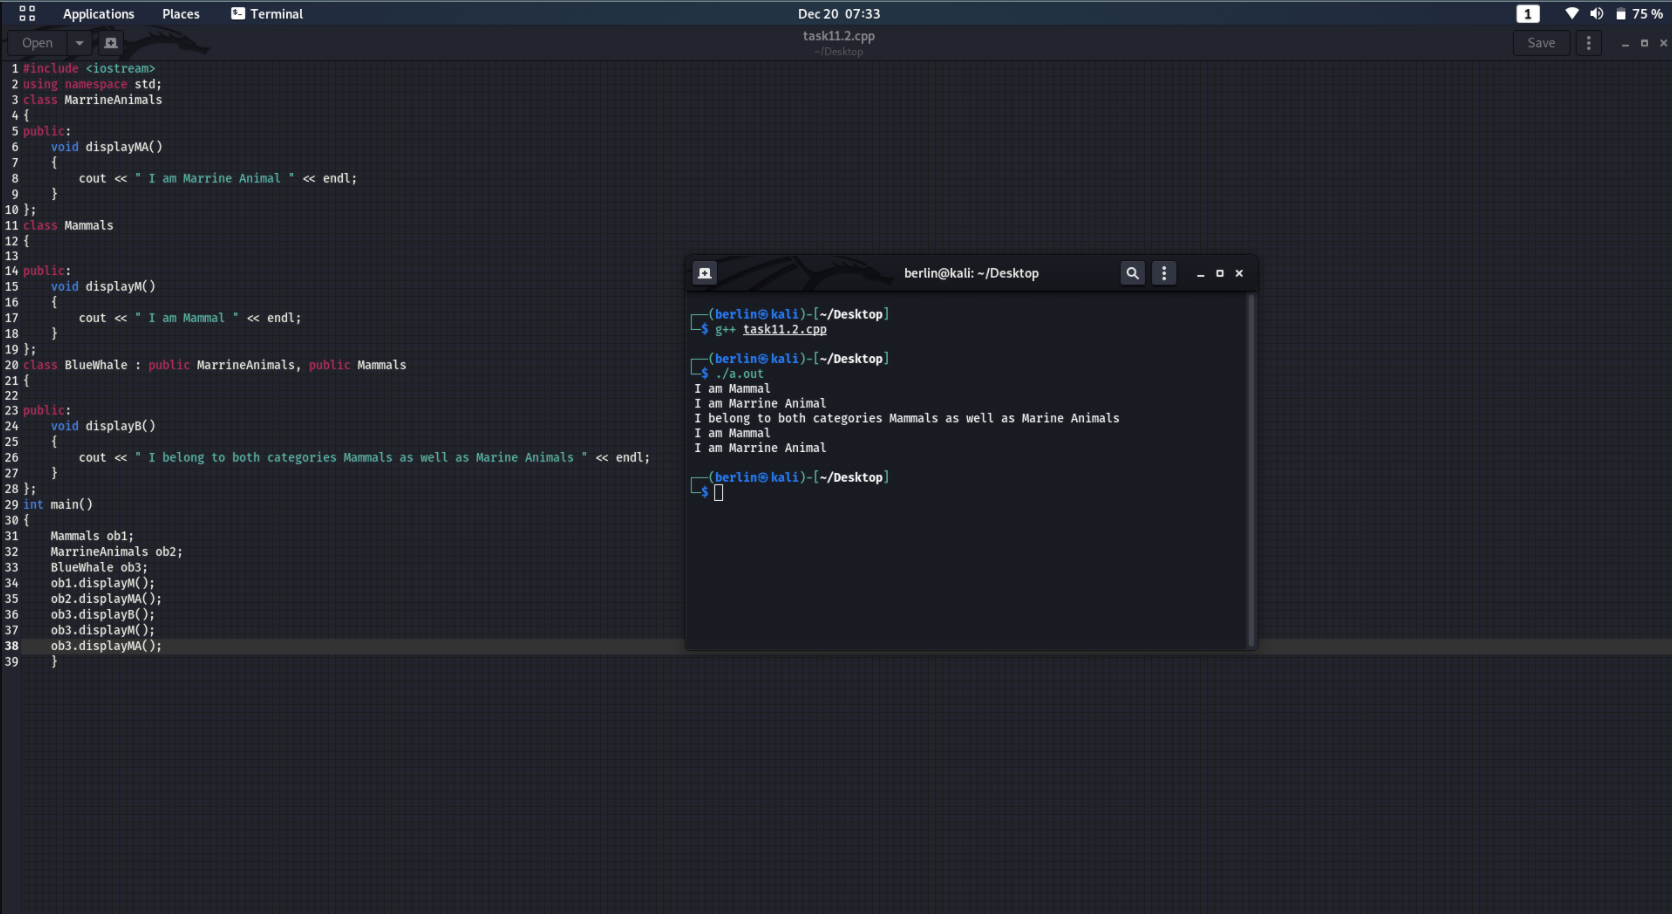 Applications Places Terminal Dec 20 07:33 1 75 %
Open task11.2.cpp Save
~/Desktop
1 #include <iostream>
2 using namespace std;
3 class MarrineAnimals
4 {
5 public:
6     void displayMA()
7     {
8         cout << " I am Marrine Animal " << endl;
9     }
10 };
11 class Mammals
12 {
13
14 public:
15     void displayM()
16     {
17         cout << " I am Mammal " << endl;
18     }
19 };
20 class BlueWhale : public MarrineAnimals, public Mammals
21 {
22
23 public:
24     void displayB()
25     {
26         cout << " I belong to both categories Mammals as well as Marine Animals " << endl;
27     }
28 };
29 int main()
30 {
31     Mammals ob1;
32     MarrineAnimals ob2;
33     BlueWhale ob3;
34     ob1.displayM();
35     ob2.displayMA();
36     ob3.displayB();
37     ob3.displayM();
38     ob3.displayMA();
39     }
berlin@kali: ~/Desktop
┌──(berlin㉿kali)-[~/Desktop]
└─$ g++ task11.2.cpp
┌──(berlin㉿kali)-[~/Desktop]
└─$ ./a.out
I am Mammal
I am Marrine Animal
I belong to both categories Mammals as well as Marine Animals
I am Mammal
I am Marrine Animal
┌──(berlin㉿kali)-[~/Desktop]
└─$